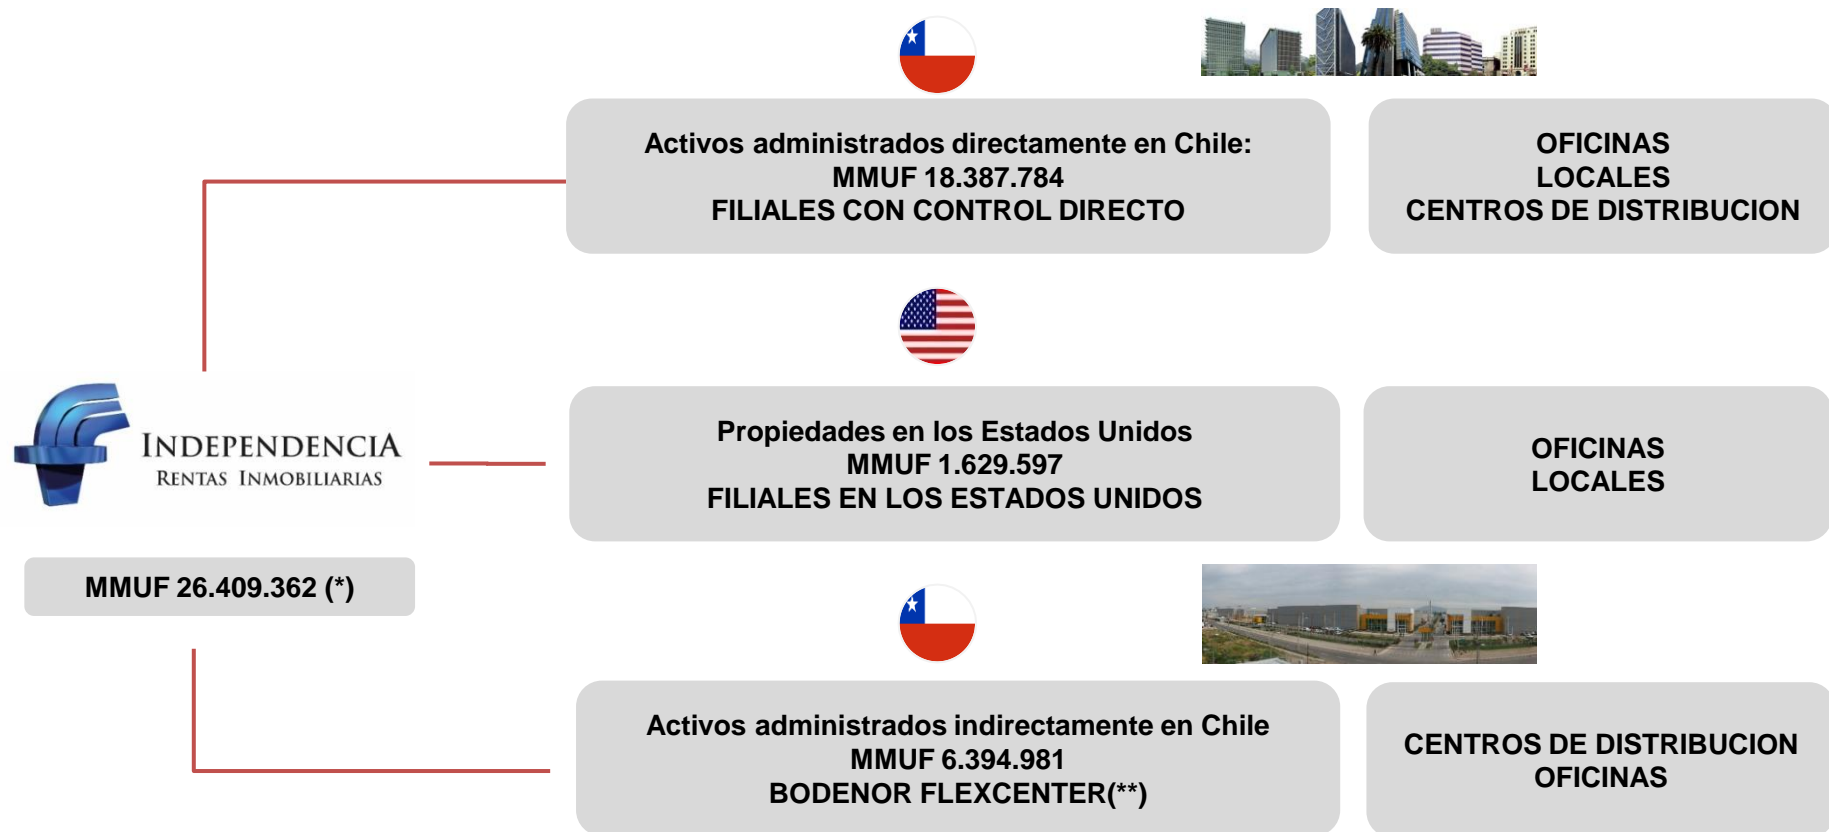 Activos administrados directamente en Chile:
MMUF 18.387.784
FILIALES CON CONTROL DIRECTO
OFICINAS
LOCALES
CENTROS DE DISTRIBUCION
INDEPENDENCIA
RENTAS INMOBILIARIAS
MMUF 26.409.362 (*)
Propiedades en los Estados Unidos
MMUF 1.629.597
FILIALES EN LOS ESTADOS UNIDOS
OFICINAS
LOCALES
Activos administrados indirectamente en Chile
MMUF 6.394.981
BODENOR FLEXCENTER(**)
CENTROS DE DISTRIBUCION
OFICINAS